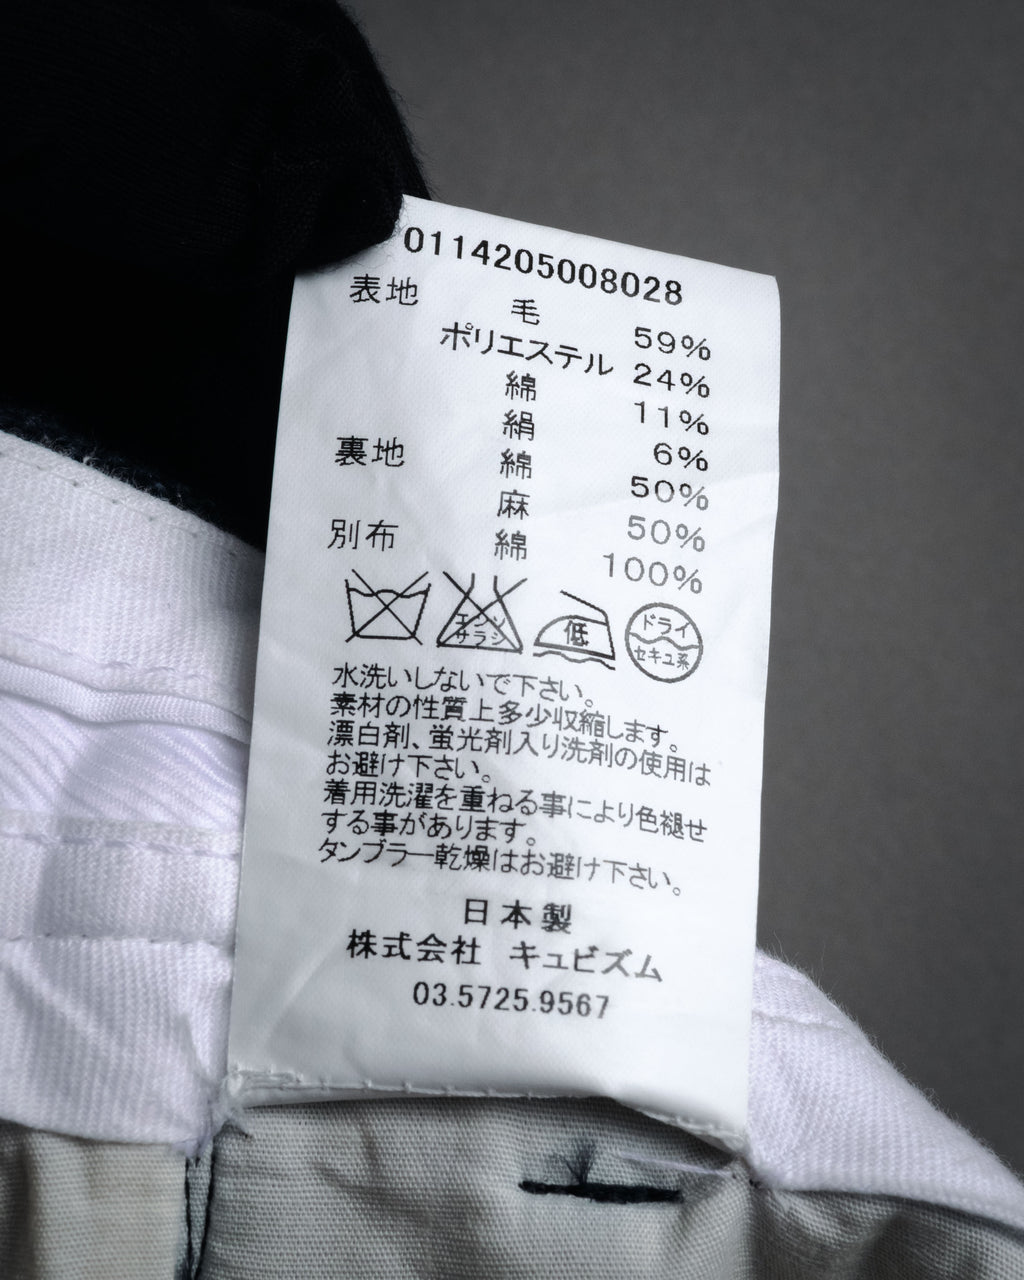 0114205008028
表地 毛 59%
ポリエステル 24%
綿 11%
絹 6%
裏地 綿 50%
麻 50%
別布 綿 100%
エンソ
サラシ
低
ドライ
セキユ系
水洗いしないで下さい。
素材の性質上多少収縮します。
漂白剤、蛍光剤入り洗剤の使用は
お避け下さい。
着用洗濯を重ねる事により色褪せ
する事があります。
タンブラー乾燥はお避け下さい。
日本製
株式会社 キュビズム
03.5725.9567